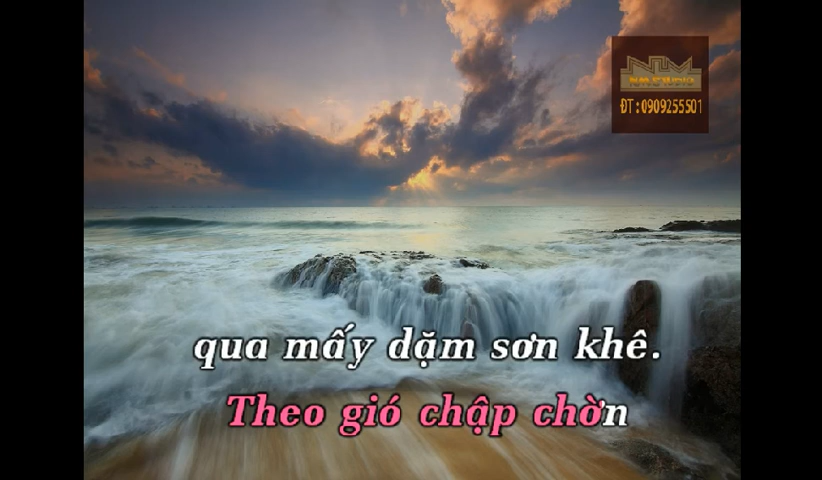 ĐT:0909255501
qua mấy dặm sơn khê.
Theo gió chập chờn